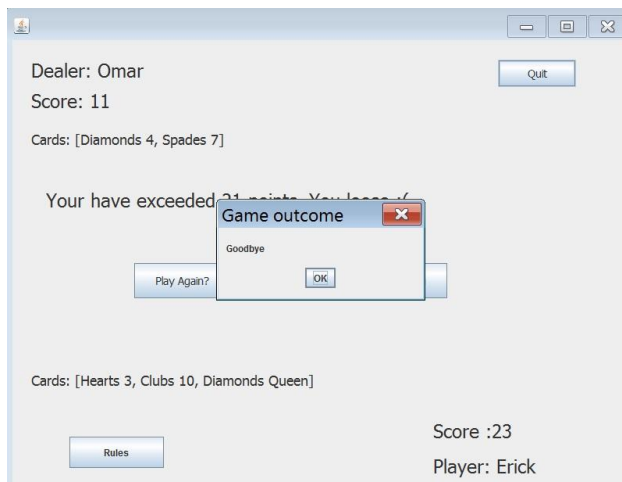 Dealer: Omar
Quit
Score: 11
Cards: [Diamonds 4, Spades 7]
Your have exceeded
Game outcome
Goodbye
OK
Play Again?
Cards: [Hearts 3, Clubs 10, Diamonds Queen]
Score :23
Rules
Player: Erick